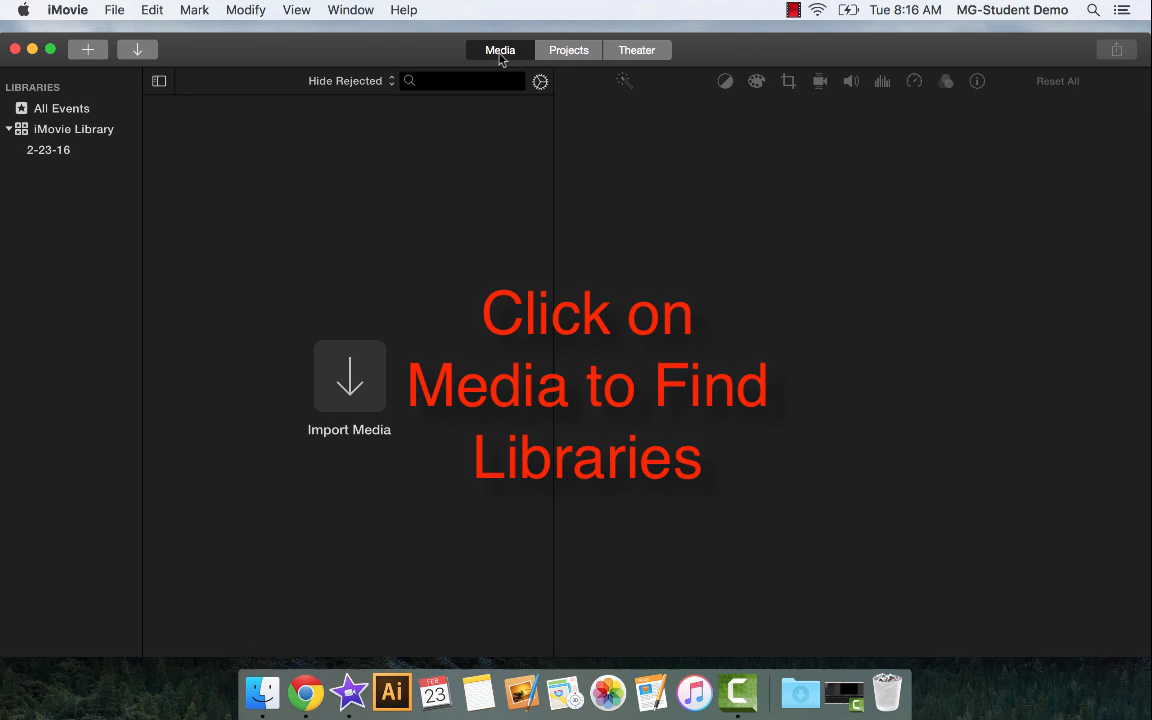 iMovie File Edit Mark Modify View Window Help Tue 8:16 AM MG-Student Demo
Media Projects Theater
LIBRARIES Hide Rejected Reset All
All Events
iMovie Library
2-23-16
Click on
Media to Find
Libraries
Import Media
Ai FEB 23